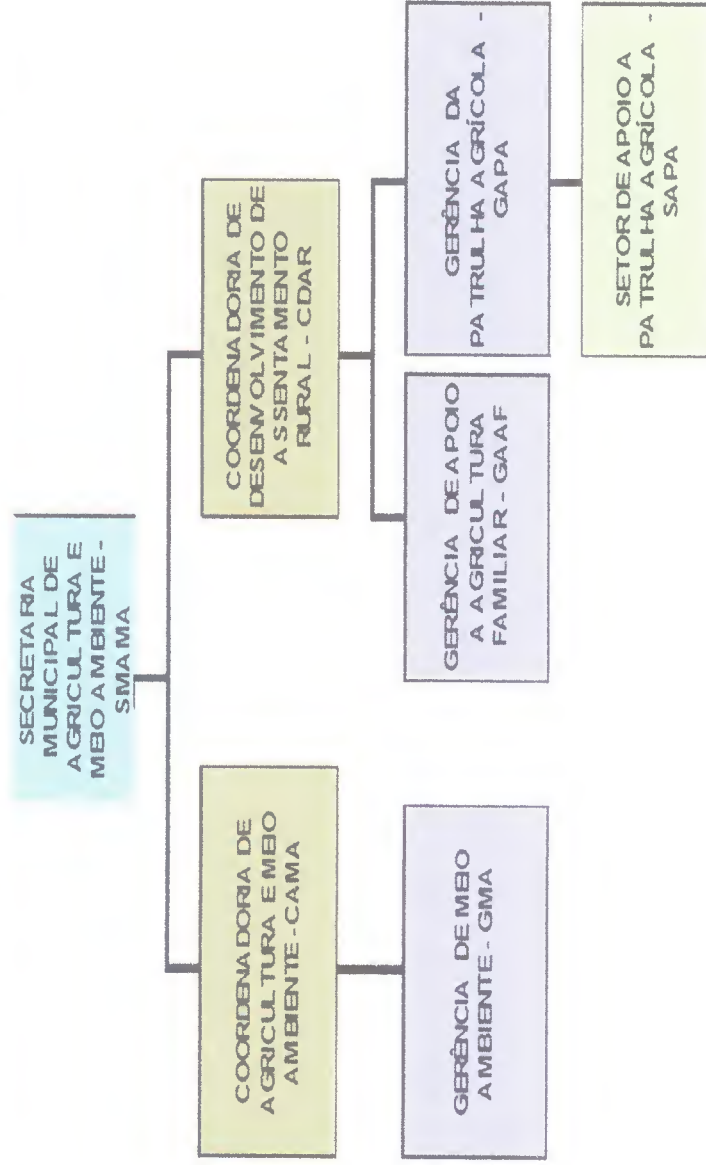 SECRETARIA
MUNICIPAL DE
AGRICULTURA E
MEIO AMBIENTE -
SMAMA
COORDENADORIA DE
AGRICULTURA E MEIO
AMBIENTE - CAMA
COORDENADORIA DE
DESENVOLVIMENTO DE
ASSENTAMENTO
RURAL - CDAR
GERÊNCIA DE MEIO
AMBIENTE - GMA
GERÊNCIA DE APOIO
A AGRICULTURA
FAMILIAR - GAAF
GERÊNCIA DA
PATRULHA AGRÍCOLA -
GAPA
SETOR DE APOIO A
PATRULHA AGRÍCOLA -
SAPA